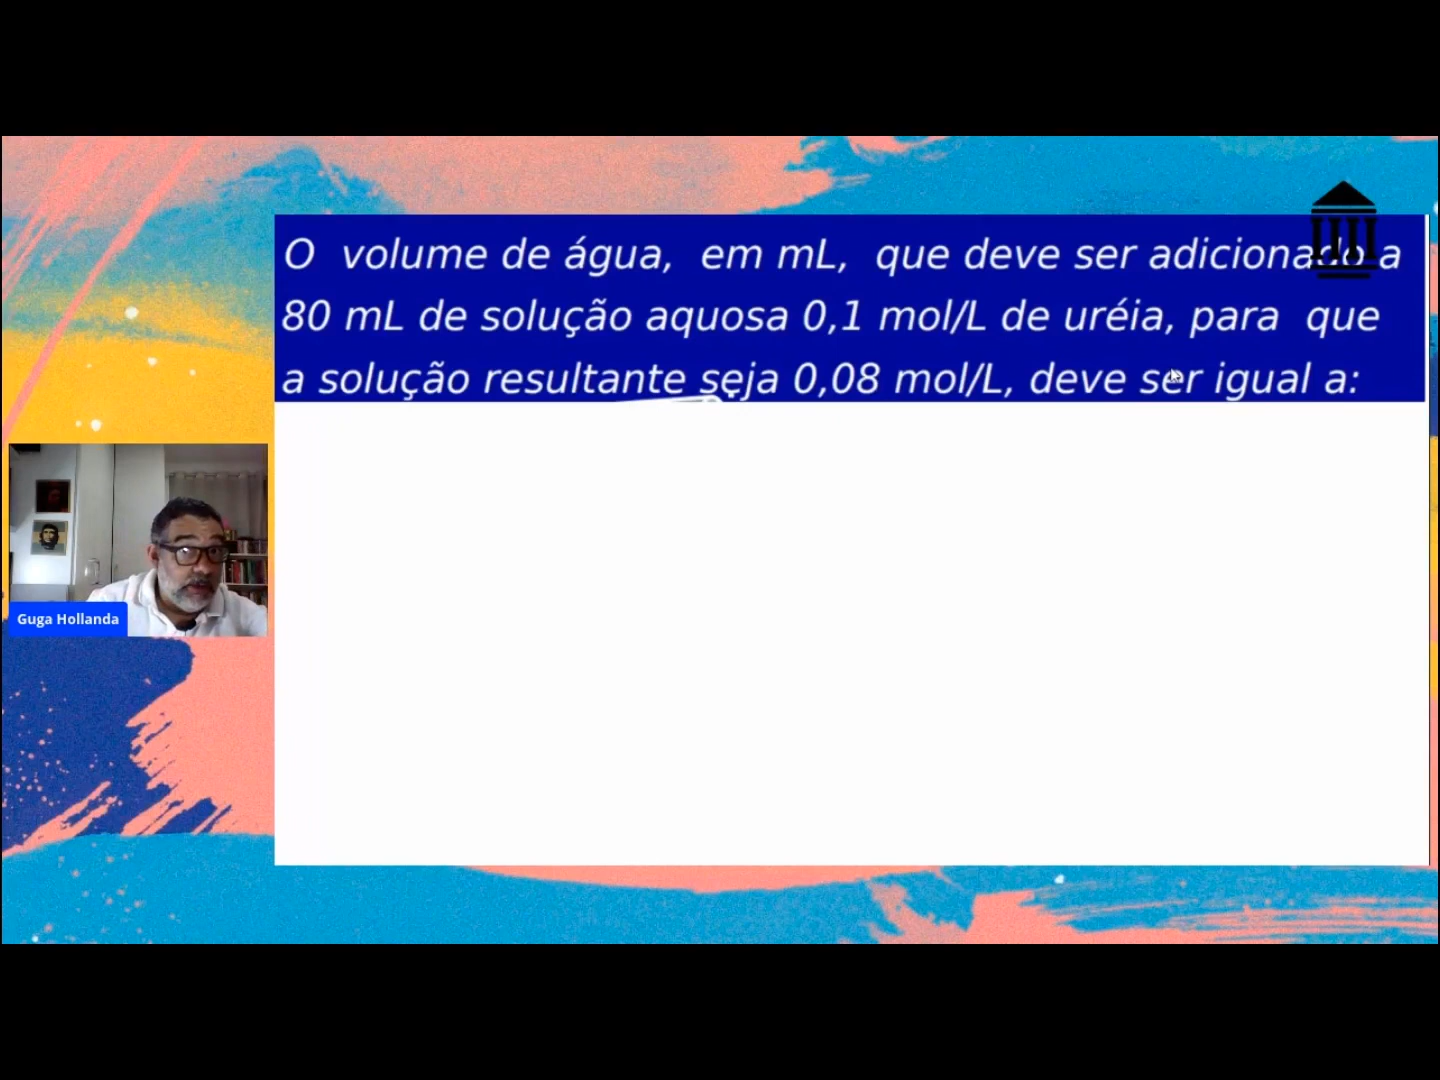 O volume de água, em mL, que deve ser adicionado a
80 mL de solução aquosa 0,1 mol/L de uréia, para que
a solução resultante seja 0,08 mol/L, deve ser igual a:
Guga Hollanda